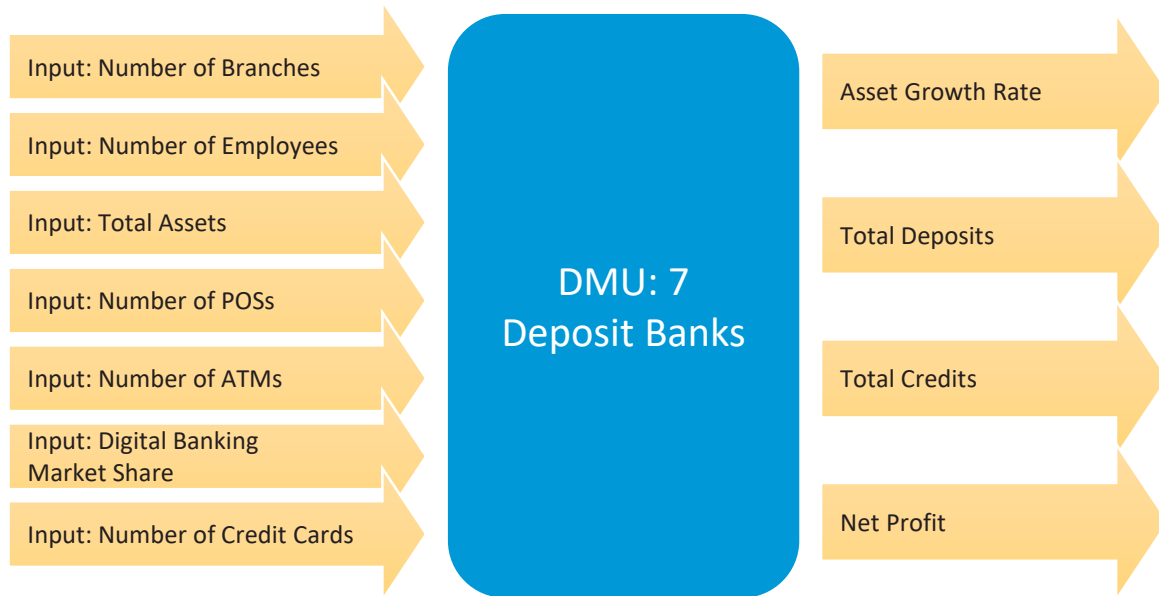 Input: Number of Branches
Input: Number of Employees
Input: Total Assets
Input: Number of POSs
Input: Number of ATMs
Input: Digital Banking
Market Share
Input: Number of Credit Cards
DMU: 7
Deposit Banks
Asset Growth Rate
Total Deposits
Total Credits
Net Profit